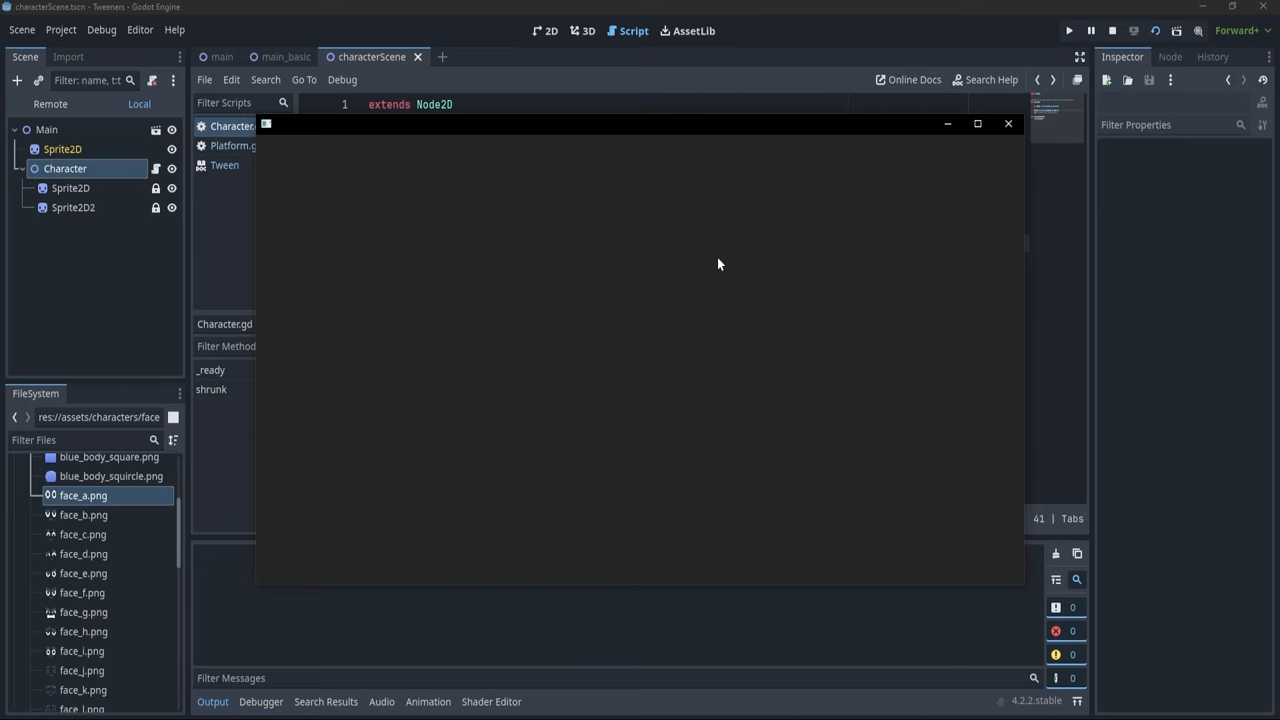 characterScene.tscn - Tweeners - Godot Engine
Scene Project Debug Editor Help
2D 3D Script AssetLib
Forward+
Scene Import
main main_basic characterScene
Inspector Node History
Filter: name, t:t
File Edit Search Go To Debug
Online Docs Search Help
Remote Local
Filter Scripts
1 extends Node2D
Filter Properties
Main
Character.
Sprite2D
Platform.g
Character
Tween
Sprite2D
Sprite2D2
Character.gd
Filter Method
_ready
shrunk
FileSystem
res://assets/characters/face
Filter Files
blue_body_square.png
blue_body_squircle.png
face_a.png
face_b.png
41 | Tabs
face_c.png
face_d.png
face_e.png
face_f.png
0
face_g.png
face_h.png
0
face_i.png
0
face_j.png
Filter Messages
0
face_k.png
Output Debugger Search Results Audio Animation Shader Editor
4.2.2.stable
face_l.png